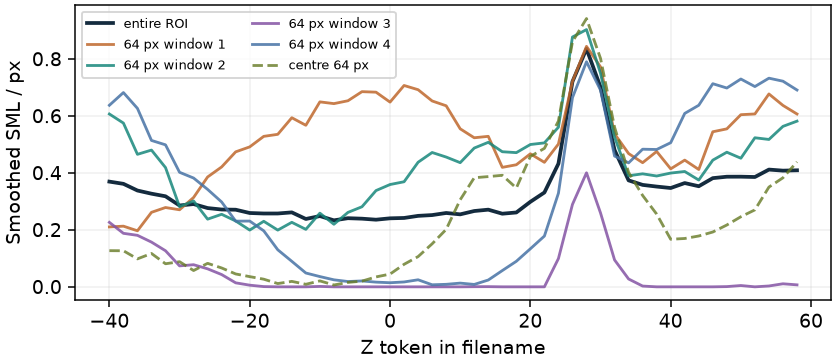 entire ROI
64 px window 1
64 px window 2
64 px window 3
64 px window 4
centre 64 px
Smoothed SML / px
0.8
0.6
0.4
0.2
0.0
−40
−20
0
20
40
60
Z token in filename